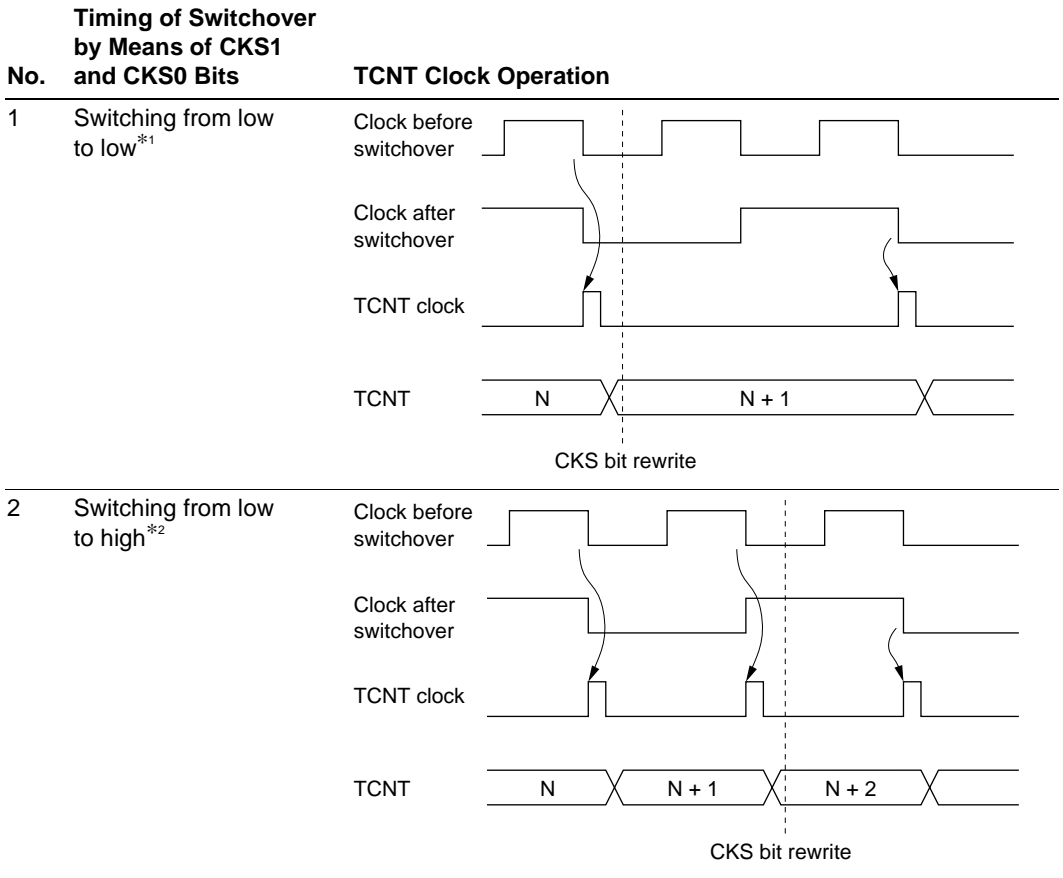 Timing of Switchover
by Means of CKS1
No. and CKS0 Bits TCNT Clock Operation
1 Switching from low
to low*1
Clock before
switchover
Clock after
switchover
TCNT clock
TCNT N N + 1
CKS bit rewrite
2 Switching from low
to high*2
Clock before
switchover
Clock after
switchover
TCNT clock
TCNT N N + 1 N + 2
CKS bit rewrite